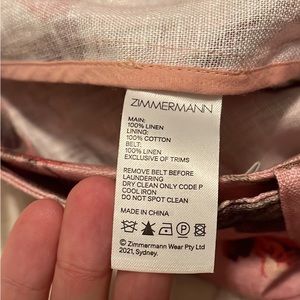 ZIMMERMANN
MAIN:
100% LINEN
LINING:
100% COTTON
BELT:
100% LINEN
EXCLUSIVE OF TRIMS
REMOVE BELT BEFORE
LAUNDERING
DRY CLEAN ONLY CODE P
COOL IRON
DO NOT SPOT CLEAN
MADE IN CHINA
P
© Zimmermann Wear Pty Ltd
2021, Sydney.